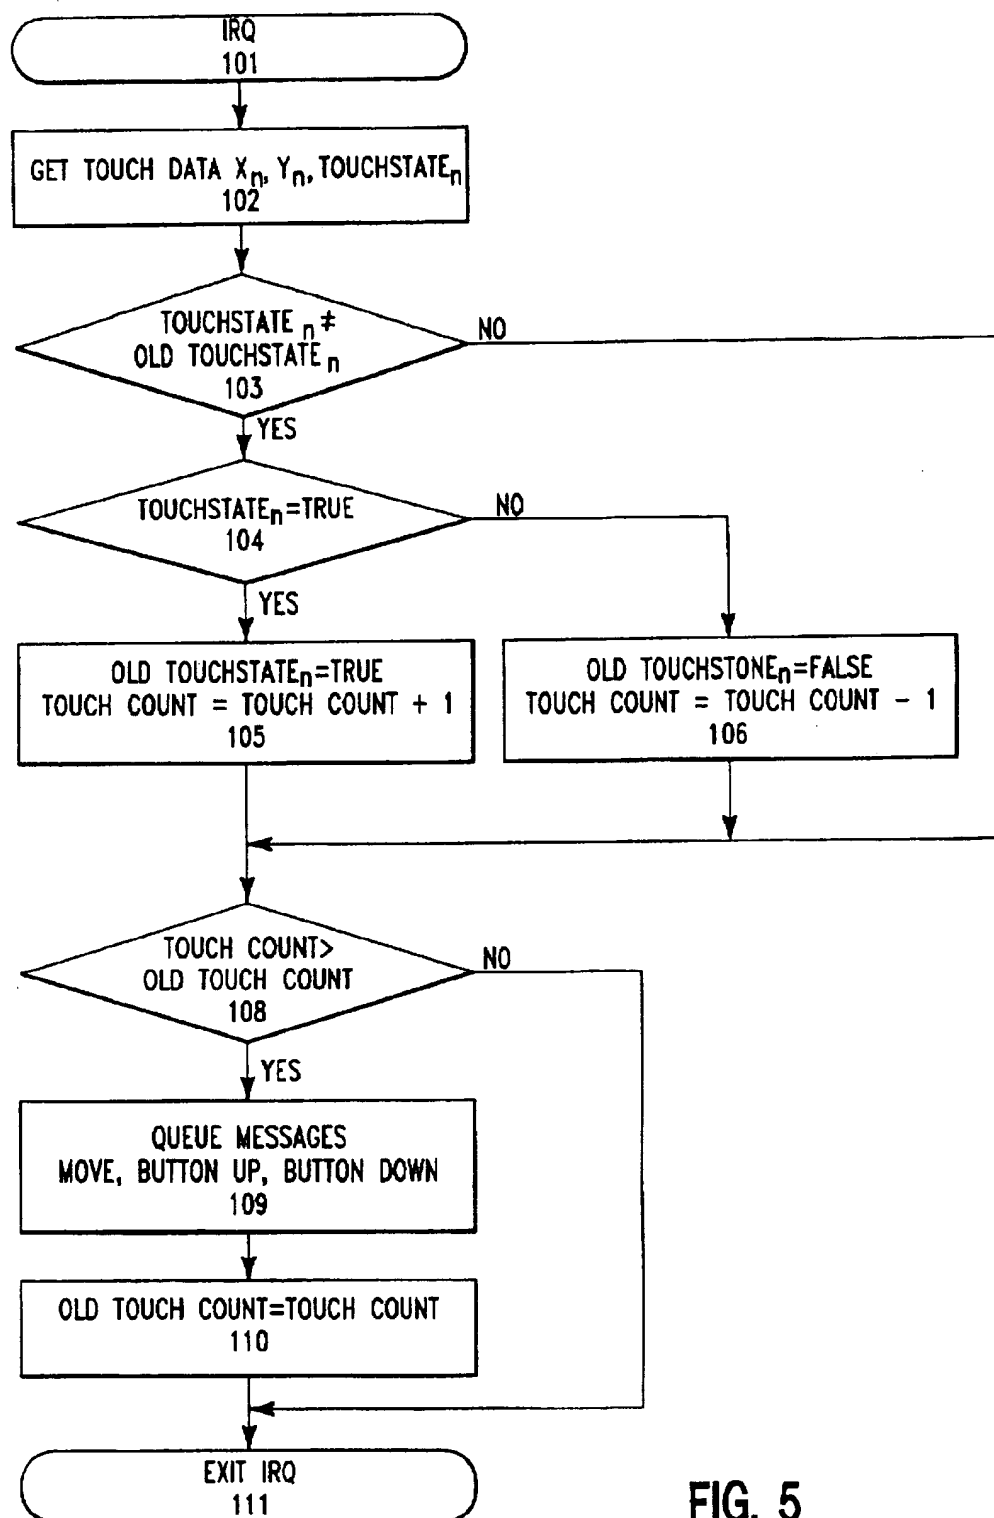 IRQ
101
GET TOUCH DATA Xn, Yn, TOUCHSTATEn
102
TOUCHSTATE n ≠
OLD TOUCHSTATE n
103
NO
YES
TOUCHSTATEn=TRUE
104
NO
YES
OLD TOUCHSTATEn=TRUE
TOUCH COUNT = TOUCH COUNT + 1
105
OLD TOUCHSTONEn=FALSE
TOUCH COUNT = TOUCH COUNT - 1
106
TOUCH COUNT>
OLD TOUCH COUNT
108
NO
YES
QUEUE MESSAGES
MOVE, BUTTON UP, BUTTON DOWN
109
OLD TOUCH COUNT=TOUCH COUNT
110
EXIT IRQ
111
FIG. 5